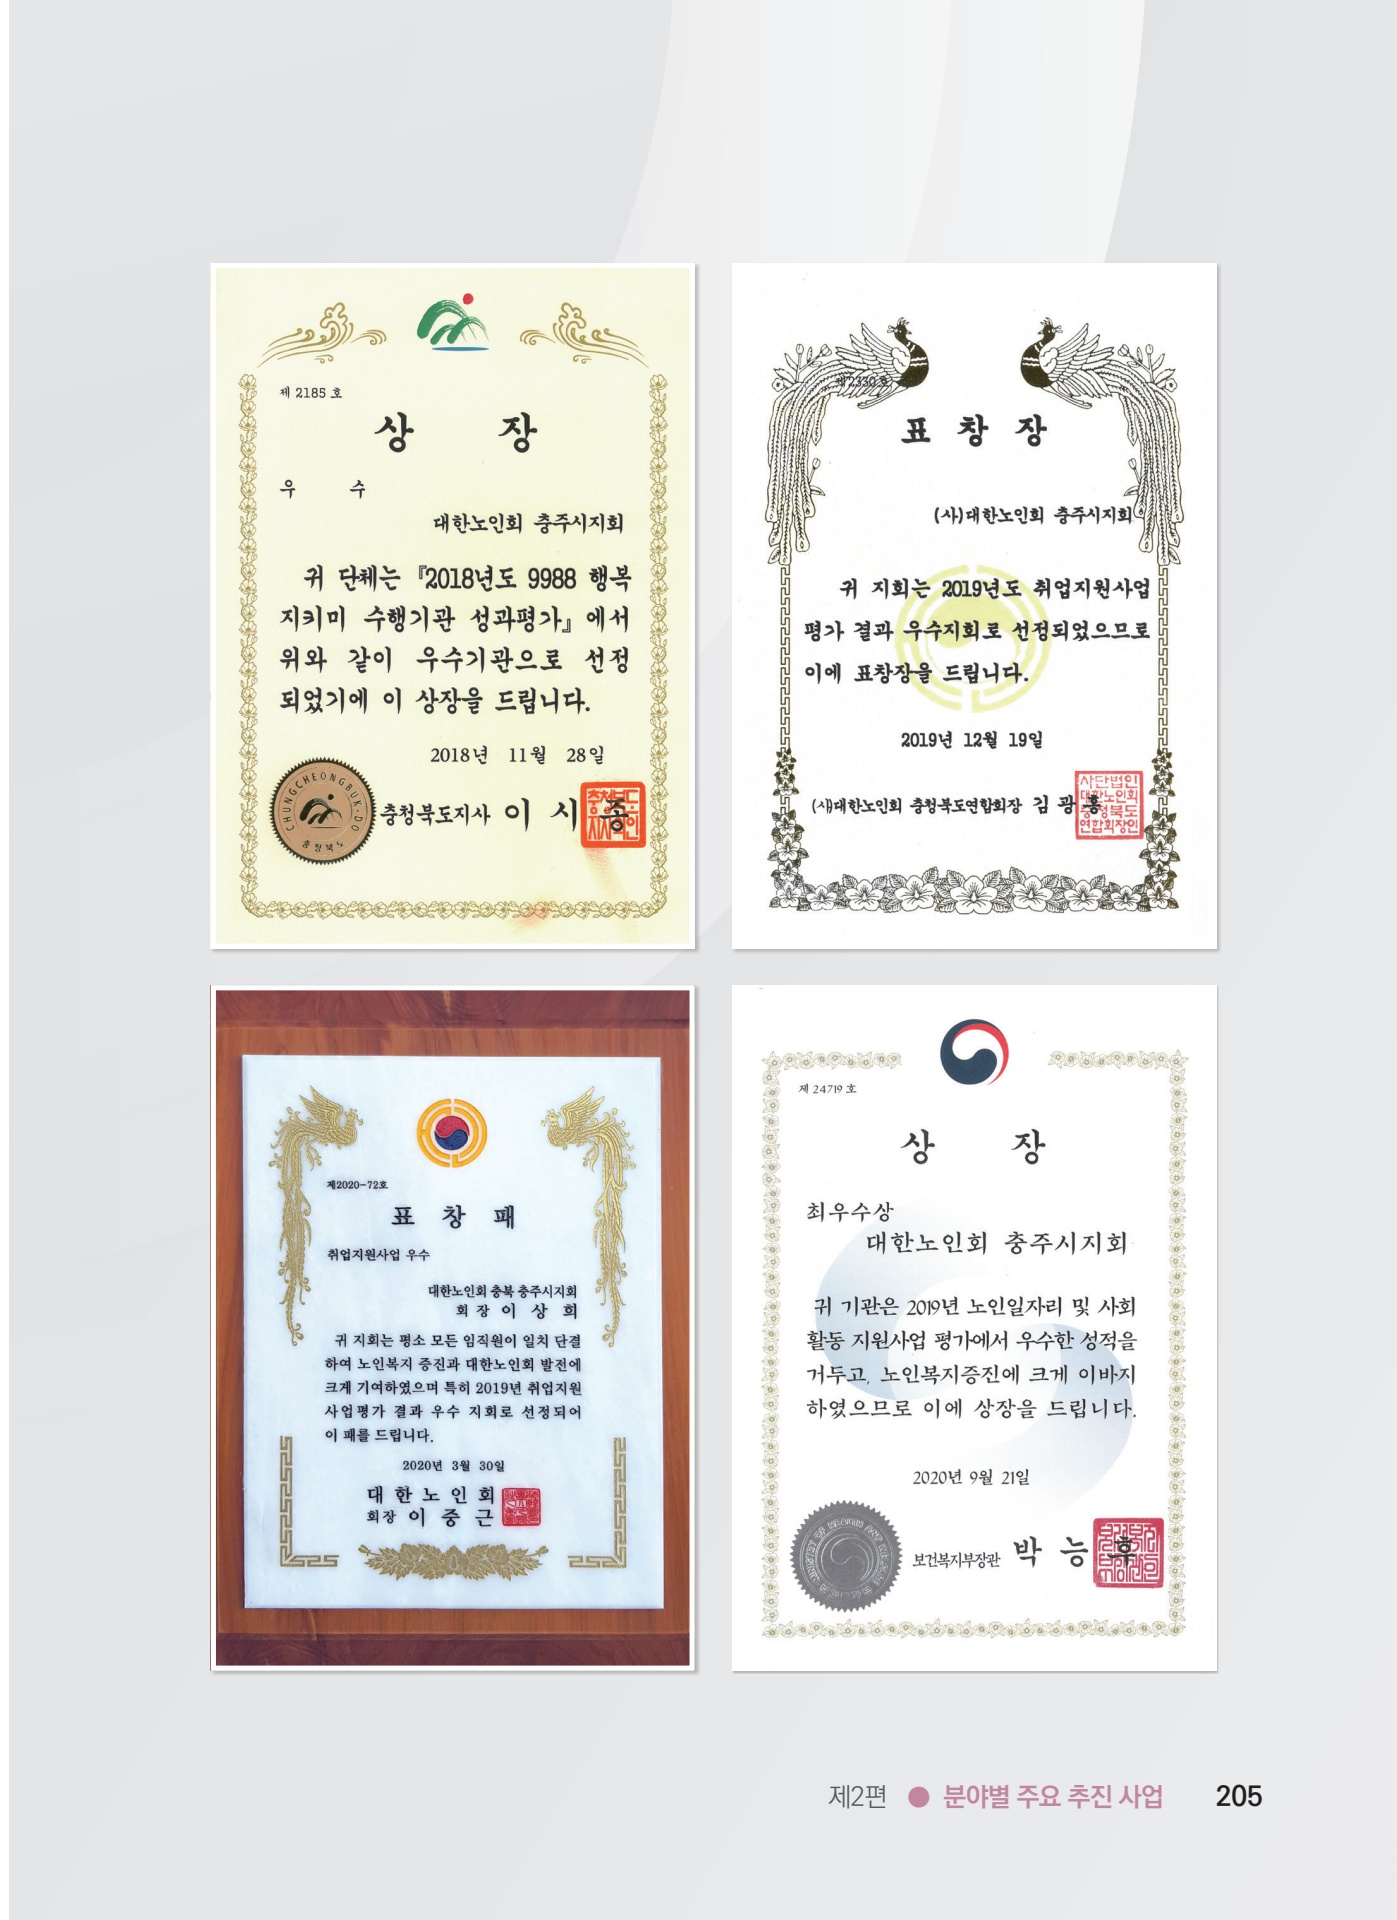 제 2185 호
상 장
우 수
대한노인회 충주시지회
귀 단체는 『2018년도 9988 행복
지키미 수행기관 성과평가』에서
위와 같이 우수기관으로 선정
되었기에 이 상장을 드립니다.
2018년 11월 28일
CHUNGCHEONGBUK-DO
충청북도
충청북도지사 이 시 종
제2330호
표 창 장
(사)대한노인회 충주시지회
귀 지회는 2019년도 취업지원사업
평가 결과 우수지회로 선정되었으므로
이에 표창장을 드립니다.
2019년 12월 19일
(사)대한노인회 충청북도연합회장 김 광 홍
사단법인
대한노인회
충청북도
연합회장인
제2020-72호
표 창 패
취업지원사업 우수
대한노인회 충북 충주시지회
회 장 이 상 희
귀 지회는 평소 모든 임직원이 일치 단결
하여 노인복지 증진과 대한노인회 발전에
크게 기여하였으며 특히 2019년 취업지원
사업평가 결과 우수 지회로 선정되어
이 패를 드립니다.
2020년 3월 30일
대 한 노 인 회
회장 이 중 근
제 24719 호
상 장
최우수상
대한노인회 충주시지회
귀 기관은 2019년 노인일자리 및 사회
활동 지원사업 평가에서 우수한 성적을
거두고, 노인복지증진에 크게 이바지
하였으므로 이에 상장을 드립니다.
2020년 9월 21일
보건복지부장관 박 능 후
제2편 ● 분야별 주요 추진 사업 205